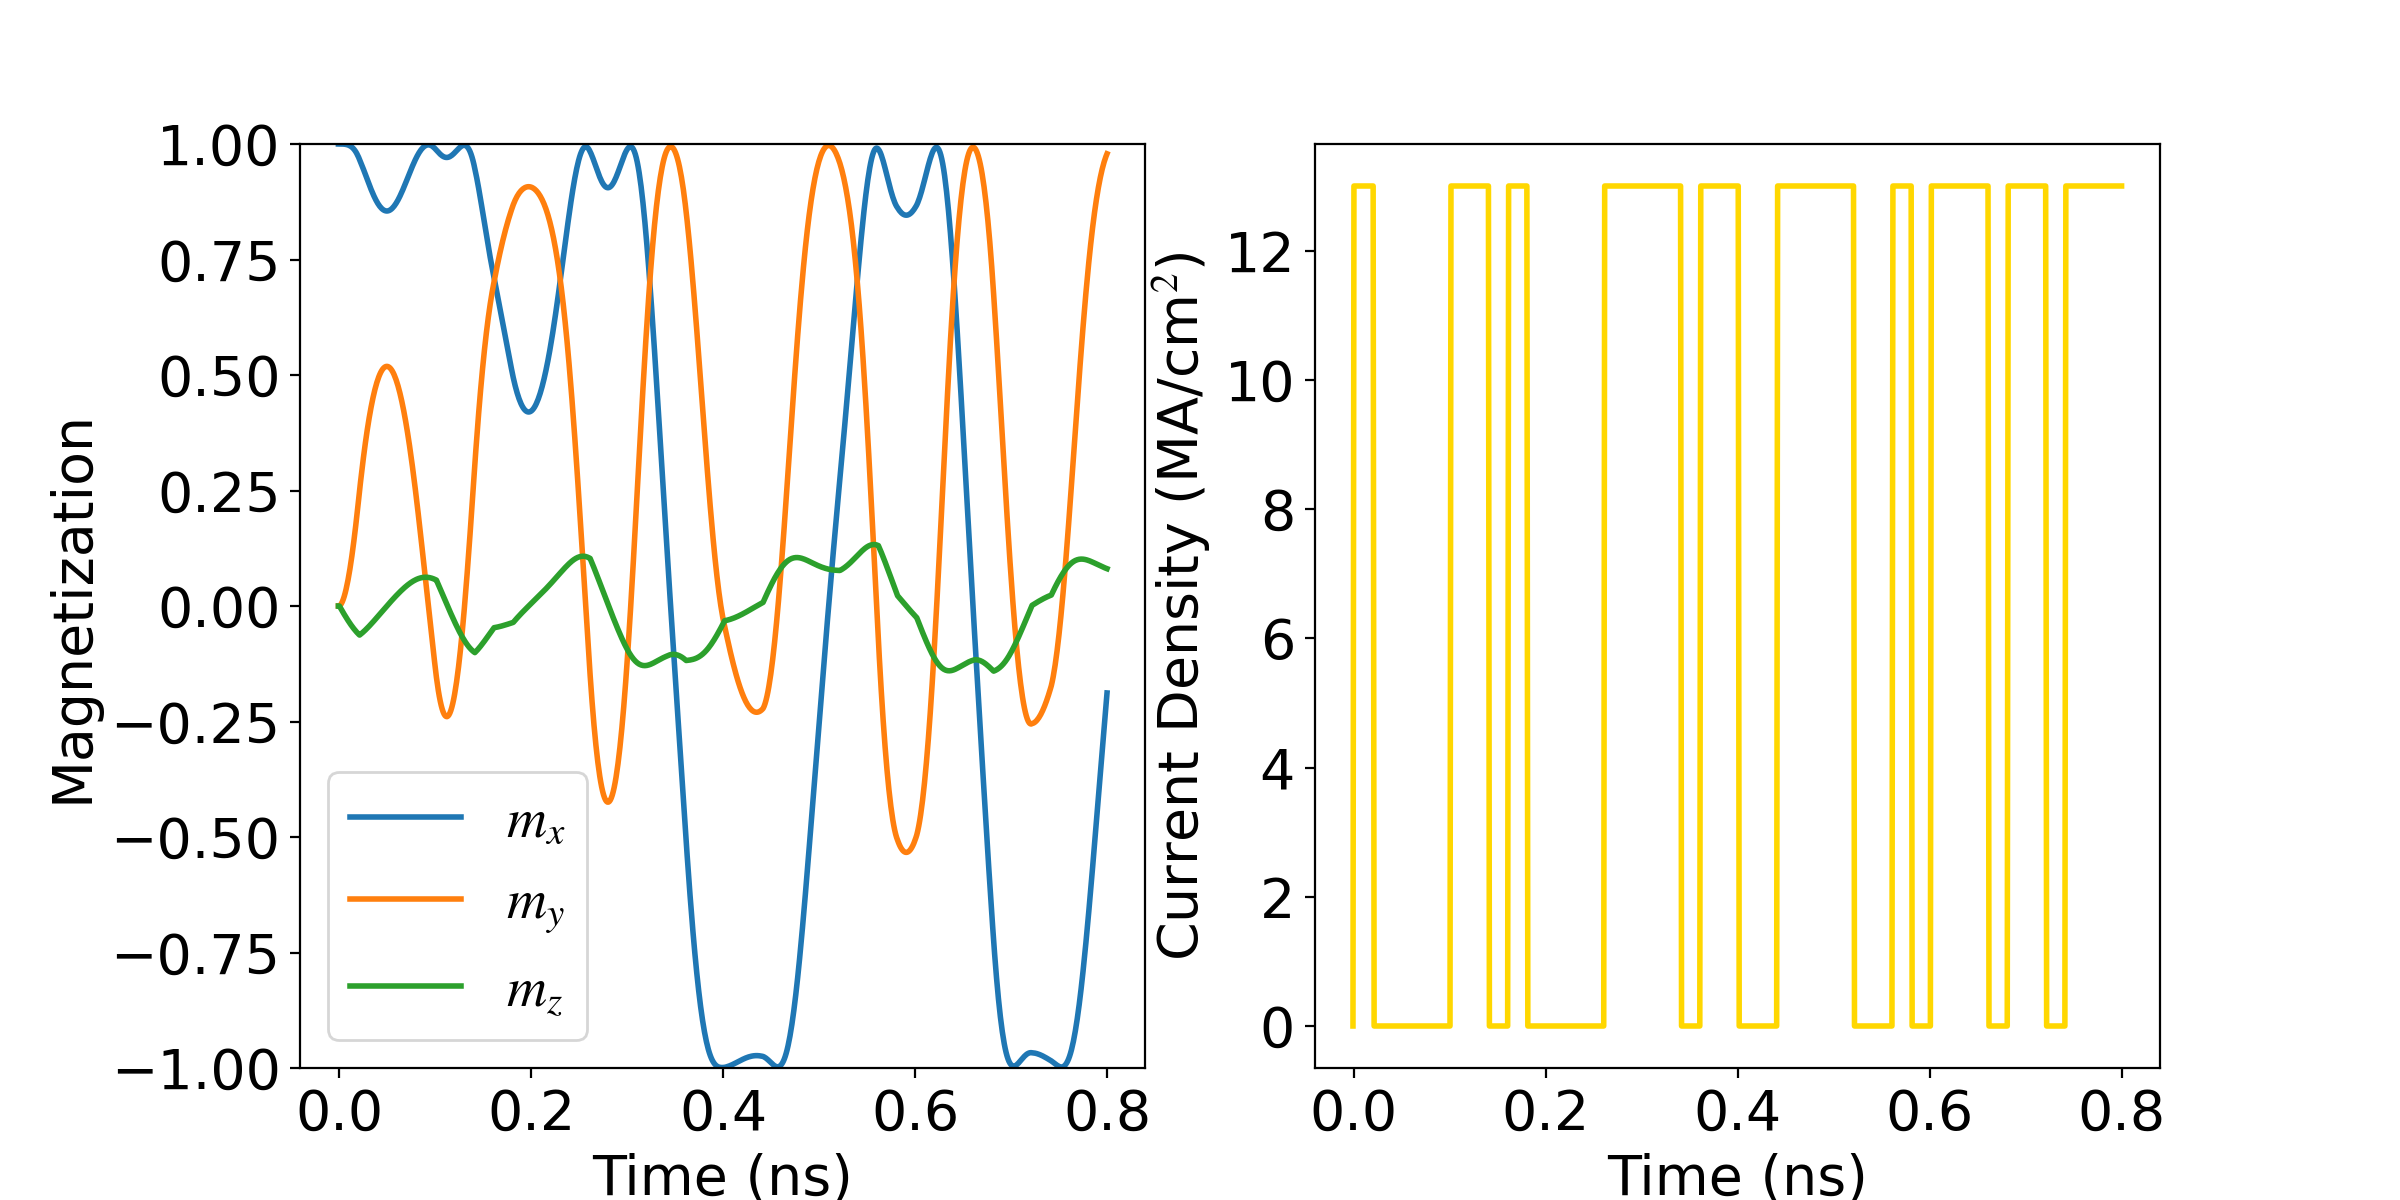 Magnetization
1.00
0.75
0.50
0.25
0.00
−0.25
−0.50
−0.75
−1.00
m_x
m_y
m_z
0.0 0.2 0.4 0.6 0.8
Time (ns)
Current Density (MA/cm²)
12
10
8
6
4
2
0
0.0 0.2 0.4 0.6 0.8
Time (ns)